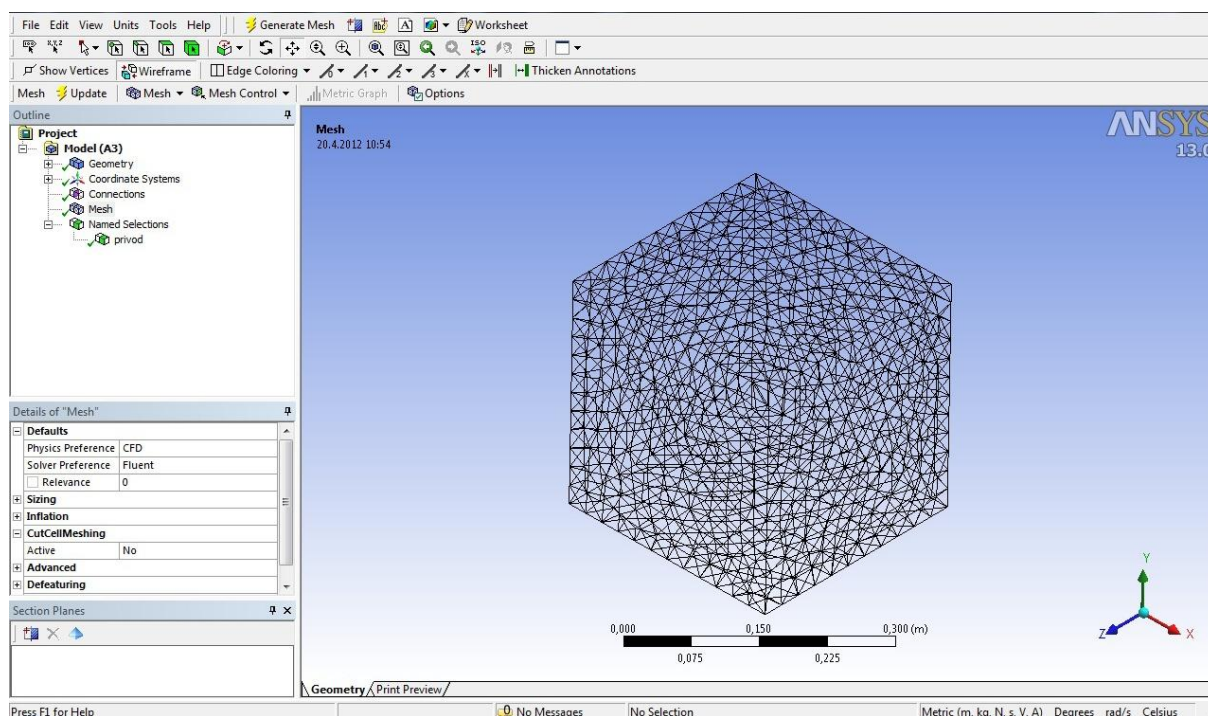 File Edit View Units Tools Help Generate Mesh A Worksheet
Show Vertices Wireframe Edge Coloring Thicken Annotations
Mesh Update Mesh Mesh Control Metric Graph Options
Outline
Project
Model (A3)
Geometry
Coordinate Systems
Connections
Mesh
Named Selections
privod
Details of "Mesh"
Defaults
Physics Preference CFD
Solver Preference Fluent
Relevance 0
Sizing
Inflation
CutCellMeshing
Active No
Advanced
Defeaturing
Section Planes
Mesh
20.4.2012 10:54
ANSYS
13.0
0,000 0,150 0,300 (m)
0,075 0,225
Y
Z X
Geometry Print Preview
Press F1 for Help 0 No Messages No Selection Metric (m, kg, N, s, V, A) Degrees rad/s Celsius